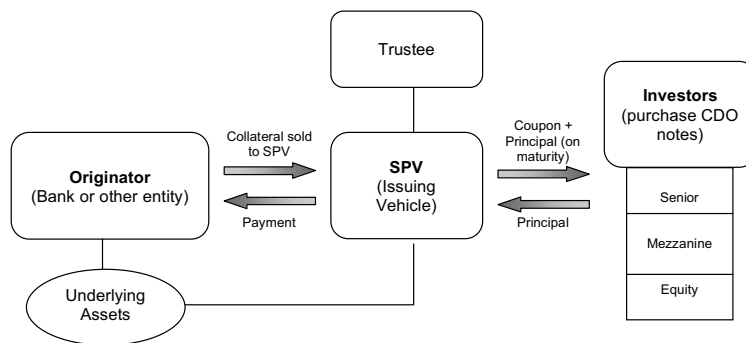 Trustee
Collateral sold
to SPV
Originator
(Bank or other entity)
Payment
SPV
(Issuing
Vehicle)
Coupon +
Principal (on
maturity)
Principal
Investors
(purchase CDO
notes)
Senior
Mezzanine
Equity
Underlying
Assets